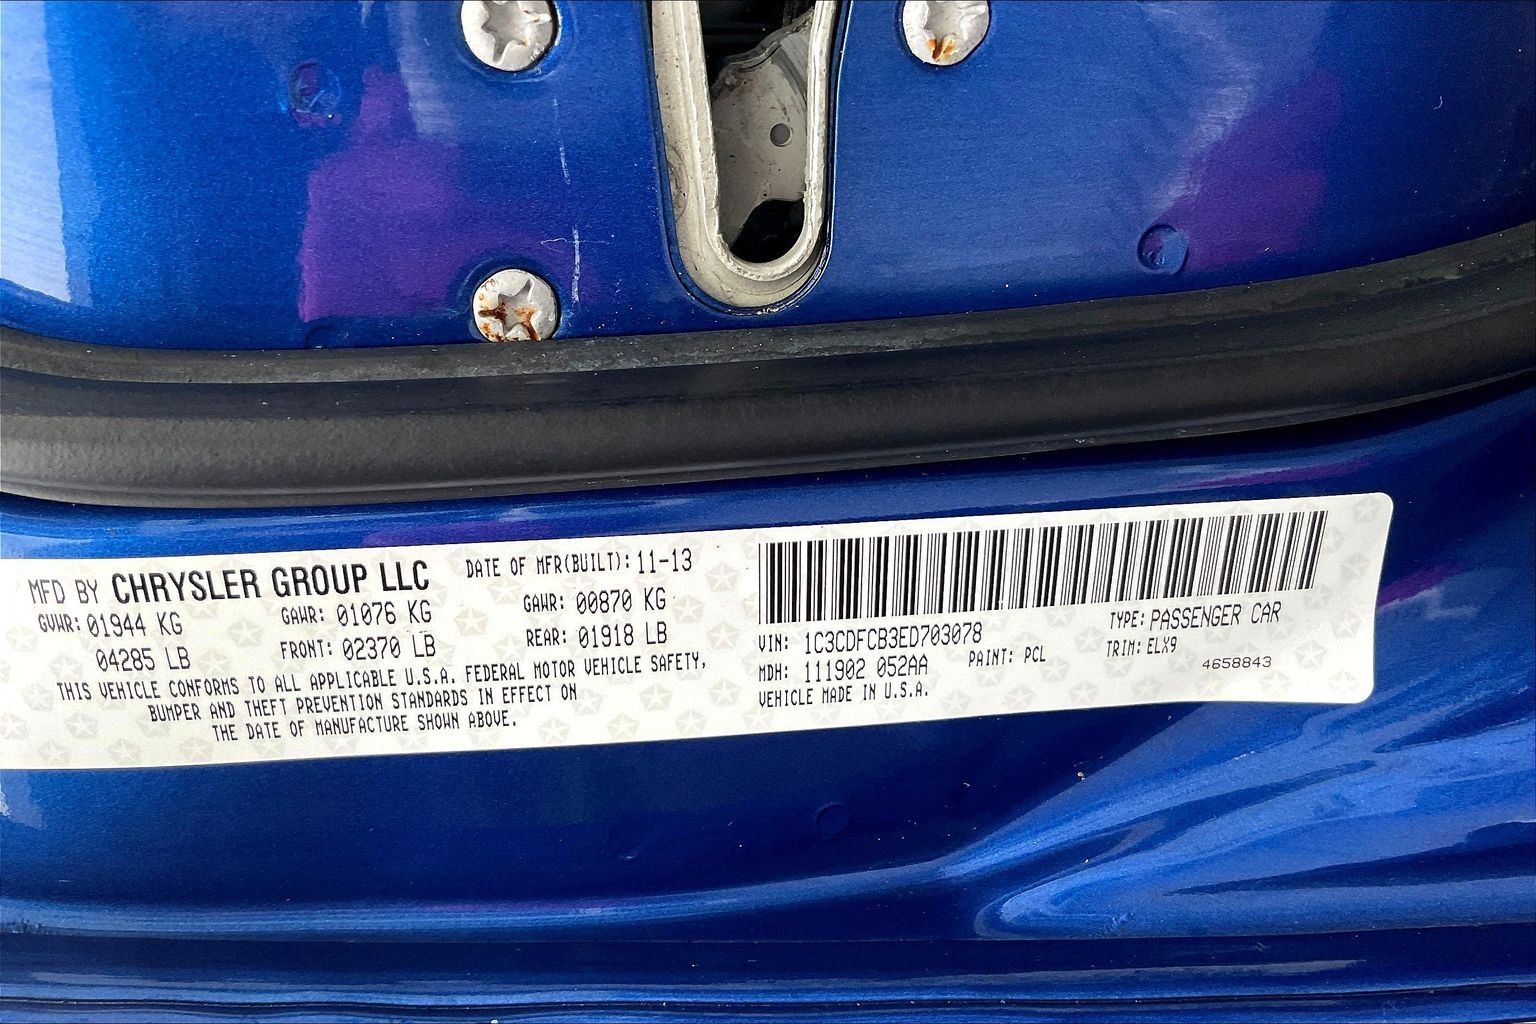 MFD BY CHRYSLER GROUP LLC
DATE OF MFR(BUILT): 11-13
GVWR: 01944 KG
04285 LB
GAWR: 01076 KG
FRONT: 02370 LB
GAWR: 00870 KG
REAR: 01918 LB
THIS VEHICLE CONFORMS TO ALL APPLICABLE U.S.A. FEDERAL MOTOR VEHICLE SAFETY,
BUMPER AND THEFT PREVENTION STANDARDS IN EFFECT ON
THE DATE OF MANUFACTURE SHOWN ABOVE.
VIN: 1C3CDFCB3ED703078
TYPE: PASSENGER CAR
MDH: 111902 052AA
PAINT: PCL
TRIM: ELX9
VEHICLE MADE IN U.S.A.
4658843